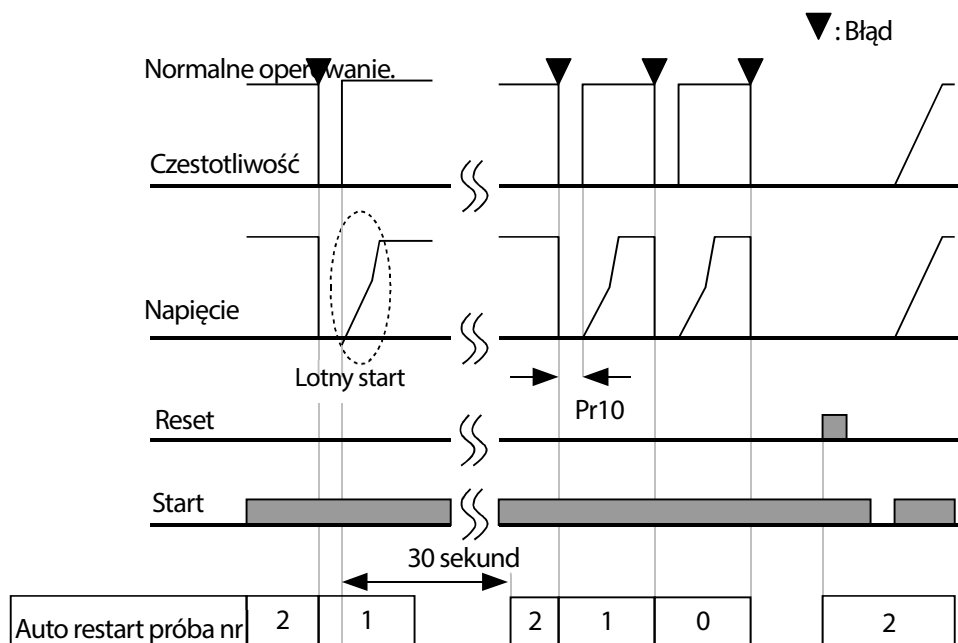 ▼: Błąd
Normalne operowanie.
Czestotliwość
Napięcie
Lotny start
Pr10
Reset
Start
30 sekund
Auto restart próba nr 2 1 2 1 0 2